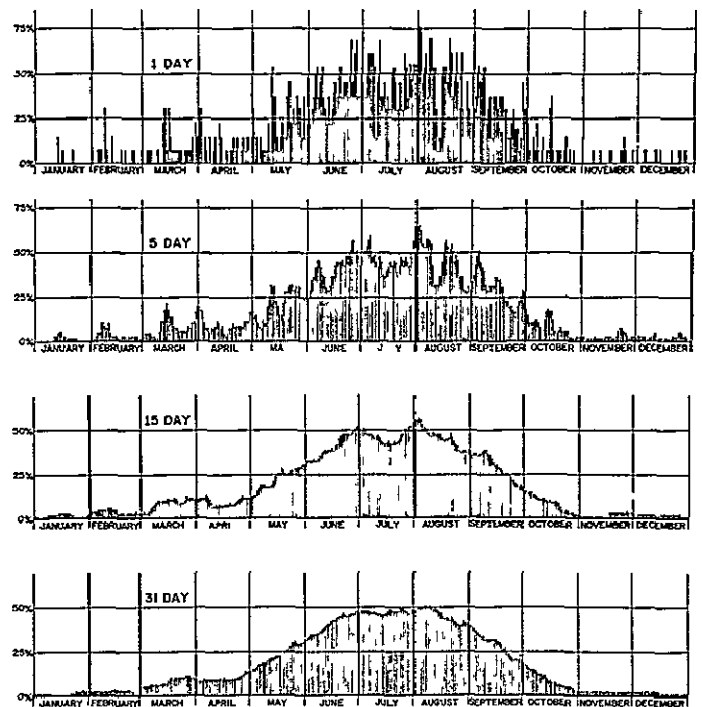 75%
1 DAY
50%
25%
0%
JANUARY FEBRUARY MARCH APRIL MAY JUNE JULY AUGUST SEPTEMBER OCTOBER NOVEMBER DECEMBER
75%
5 DAY
50%
25%
0%
JANUARY FEBRUARY MARCH APRIL MA JUNE J Y AUGUST SEPTEMBER OCTOBER NOVEMBER DECEMBER
15 DAY
50%
25%
0%
JANUARY FEBRUARY MARCH APRI MAY JUNE JULY AUGUST SEPTEMBER OCTOBER NOVEMBER DECEMBER
31 DAY
50%
25%
0%
JANUARY FEBRUARY MARCH APRIL MAY JUNE JULY AUGUST SEPTEMBER OCTOBER NOVEMBER DECEMBER